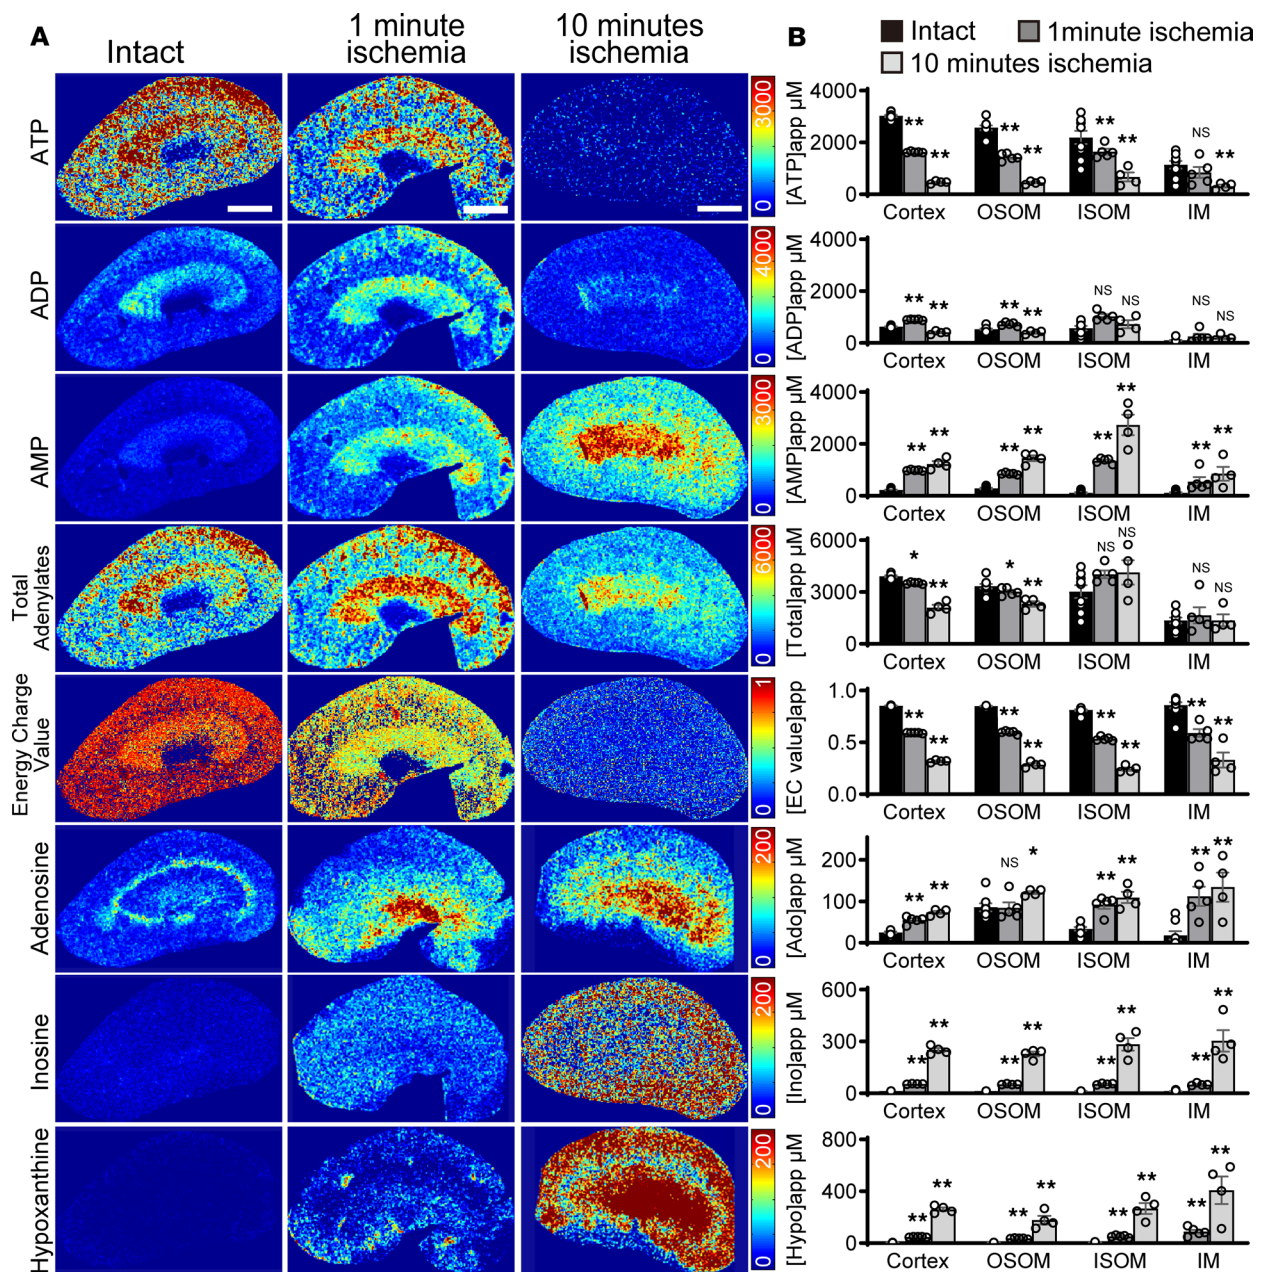 A
Intact
1 minute
ischemia
10 minutes
ischemia
B
Intact
1minute ischemia
10 minutes ischemia
ATP
3000
0
[ATP]app μM
4000
2000
0
** ** ** ** ** ** NS **
Cortex OSOM ISOM IM
ADP
4000
0
[ADP]app μM
4000
2000
0
** ** ** ** NS NS NS NS
AMP
3000
0
[AMP]app μM
4000
2000
0
** ** ** ** ** ** ** **
Cortex OSOM ISOM IM
Total
Adenylates
6000
0
[Total]app μM
6000
3000
0
* ** * ** NS NS NS NS
Cortex OSOM ISOM IM
Energy Charge
Value
1
0
[EC value]app
1.0
0.5
0.0
** ** ** ** ** ** ** **
Cortex OSOM ISOM IM
Adenosine
200
0
[Ado]app μM
200
100
0
** ** NS * ** ** ** **
Cortex OSOM ISOM IM
Inosine
200
0
[Ino]app μM
600
300
0
** ** ** ** ** ** ** **
Cortex OSOM ISOM IM
Hypoxanthine
200
0
[Hypo]app μM
800
400
0
** ** ** ** ** ** ** **
Cortex OSOM ISOM IM